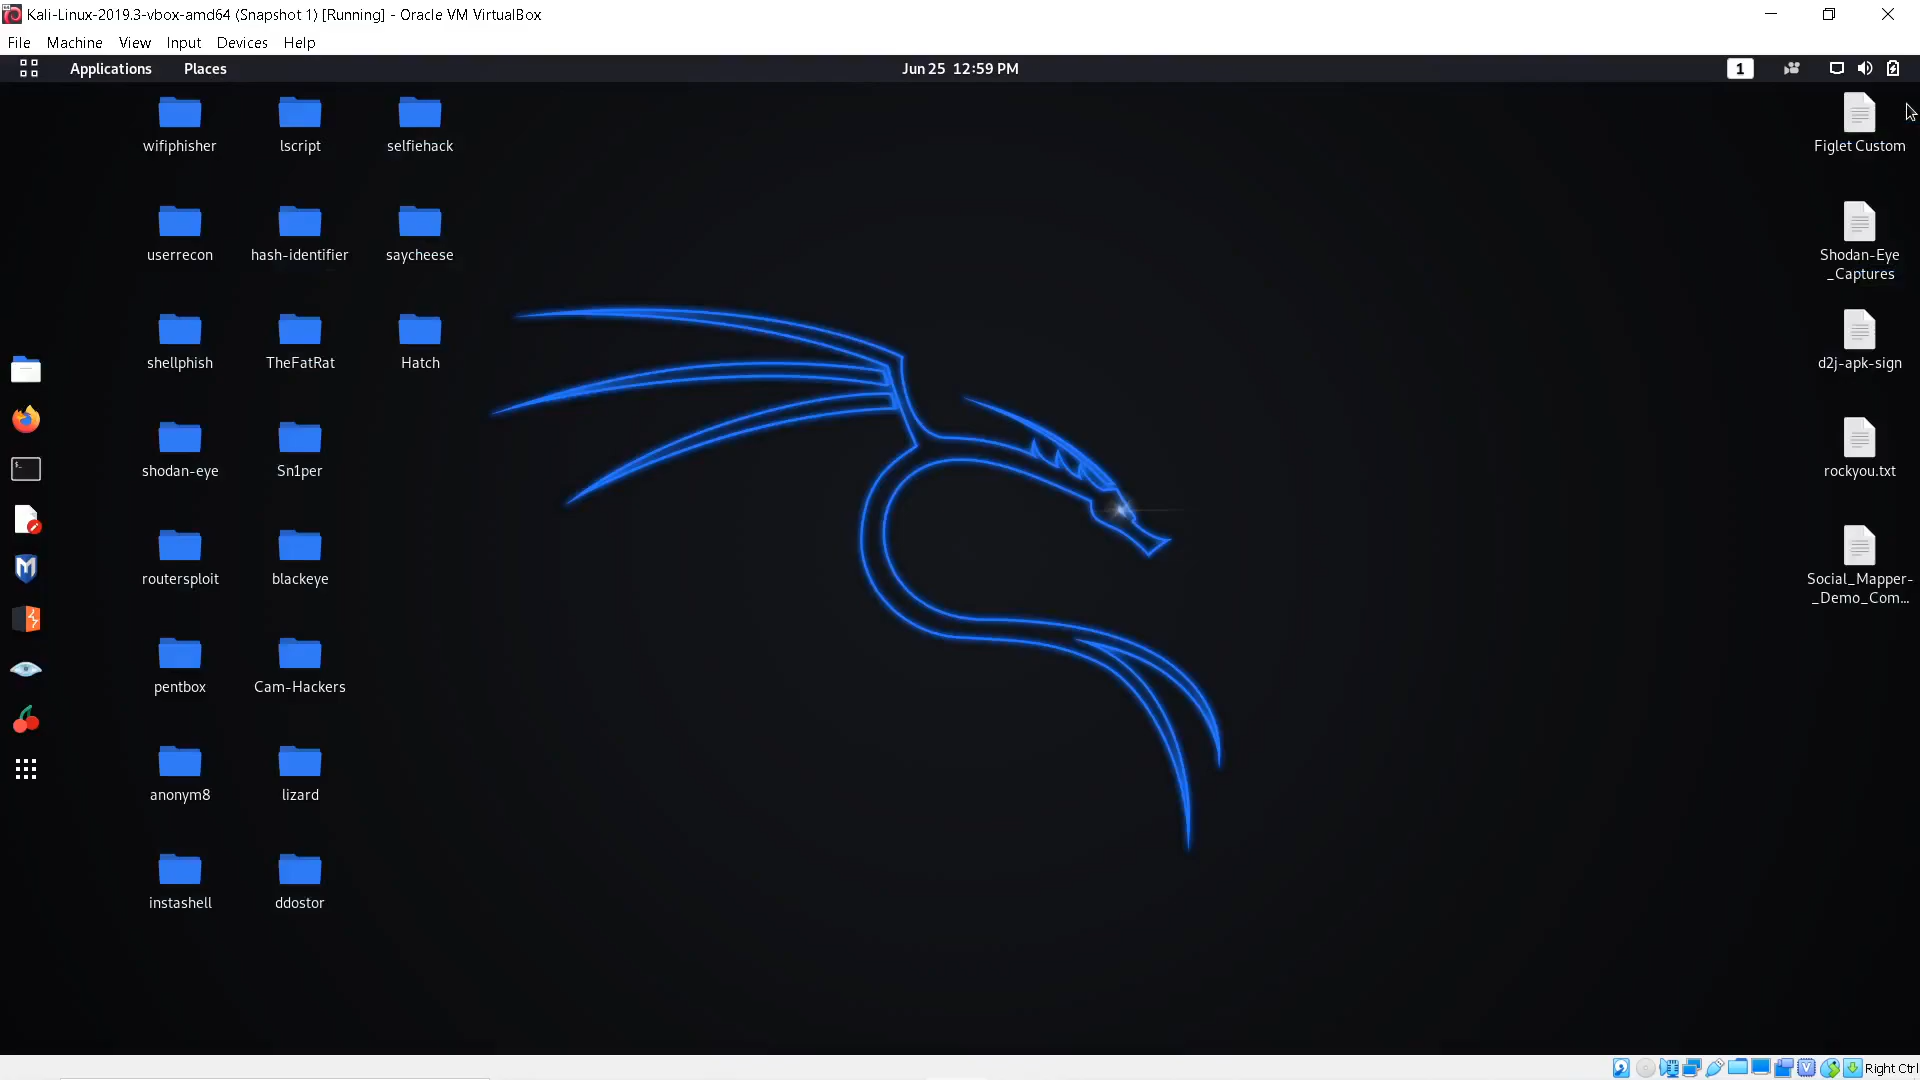 Kali-Linux-2019.3-vbox-amd64 (Snapshot 1) [Running] - Oracle VM VirtualBox
File Machine View Input Devices Help
Applications Places Jun 25 12:59 PM 1
wifiphisher lscript selfiehack Figlet Custom
userrecon hash-identifier saycheese Shodan-Eye
_Captures
shellphish TheFatRat Hatch d2j-apk-sign
shodan-eye Sn1per rockyou.txt
routersploit blackeye Social_Mapper-
_Demo_Com...
pentbox Cam-Hackers
anonym8 lizard
instashell ddostor
Right Ctrl